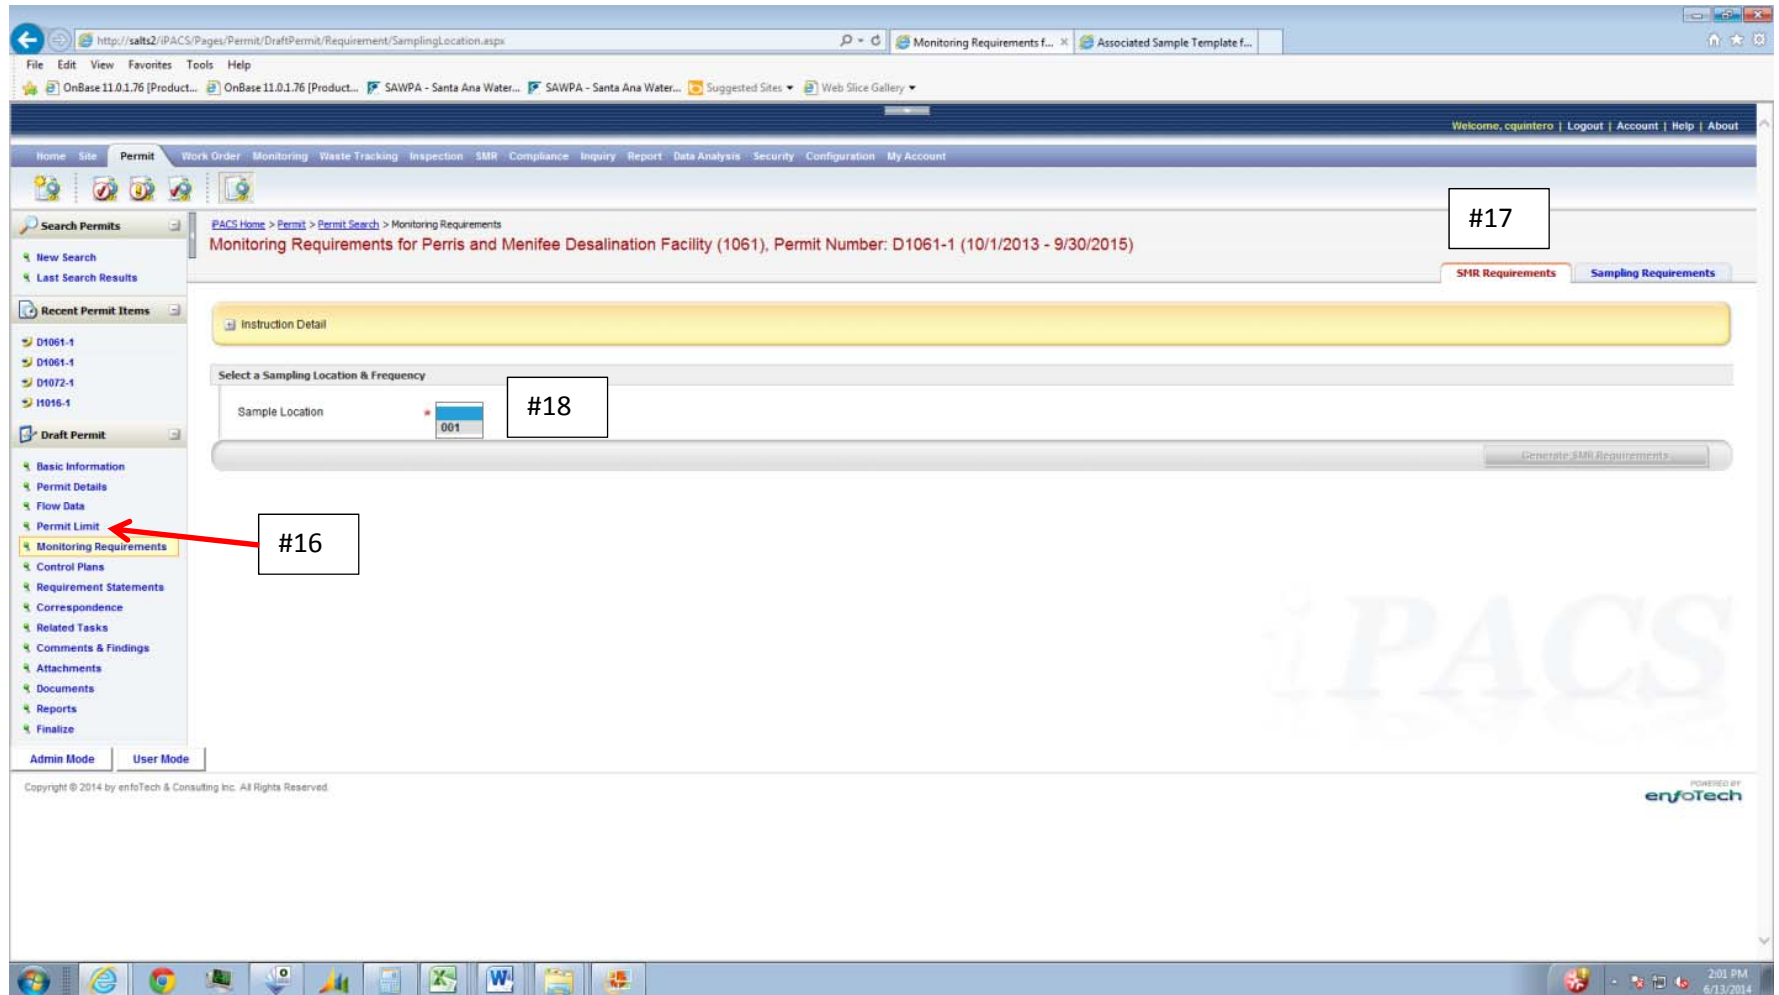 http://salts2/iPACS/Pages/Permit/DraftPermit/Requirement/SamplingLocation.aspx
Monitoring Requirements f...
Associated Sample Template f...
File Edit View Favorites Tools Help
OnBase 11.0.1.76 [Product... OnBase 11.0.1.76 [Product... SAWPA - Santa Ana Water... SAWPA - Santa Ana Water... Suggested Sites Web Slice Gallery
Welcome, cquintero | Logout | Account | Help | About
Home Site Permit Work Order Monitoring Waste Tracking Inspection SMR Compliance Inquiry Report Data Analysis Security Configuration My Account
Search Permits
New Search
Last Search Results
Recent Permit Items
D1061-1
D1061-1
D1072-1
I1016-1
Draft Permit
Basic Information
Permit Details
Flow Data
Permit Limit
Monitoring Requirements
Control Plans
Requirement Statements
Correspondence
Related Tasks
Comments & Findings
Attachments
Documents
Reports
Finalize
Admin Mode User Mode
iPACS Home > Permit > Permit Search > Monitoring Requirements
Monitoring Requirements for Perris and Menifee Desalination Facility (1061), Permit Number: D1061-1 (10/1/2013 - 9/30/2015)
#17
SMR Requirements Sampling Requirements
Instruction Detail
Select a Sampling Location & Frequency
Sample Location *
001
#18
Generate SMR Requirements
#16
iPACS
Copyright © 2014 by enfoTech & Consulting Inc. All Rights Reserved.
POWERED BY
enfoTech
2:01 PM
6/13/2014